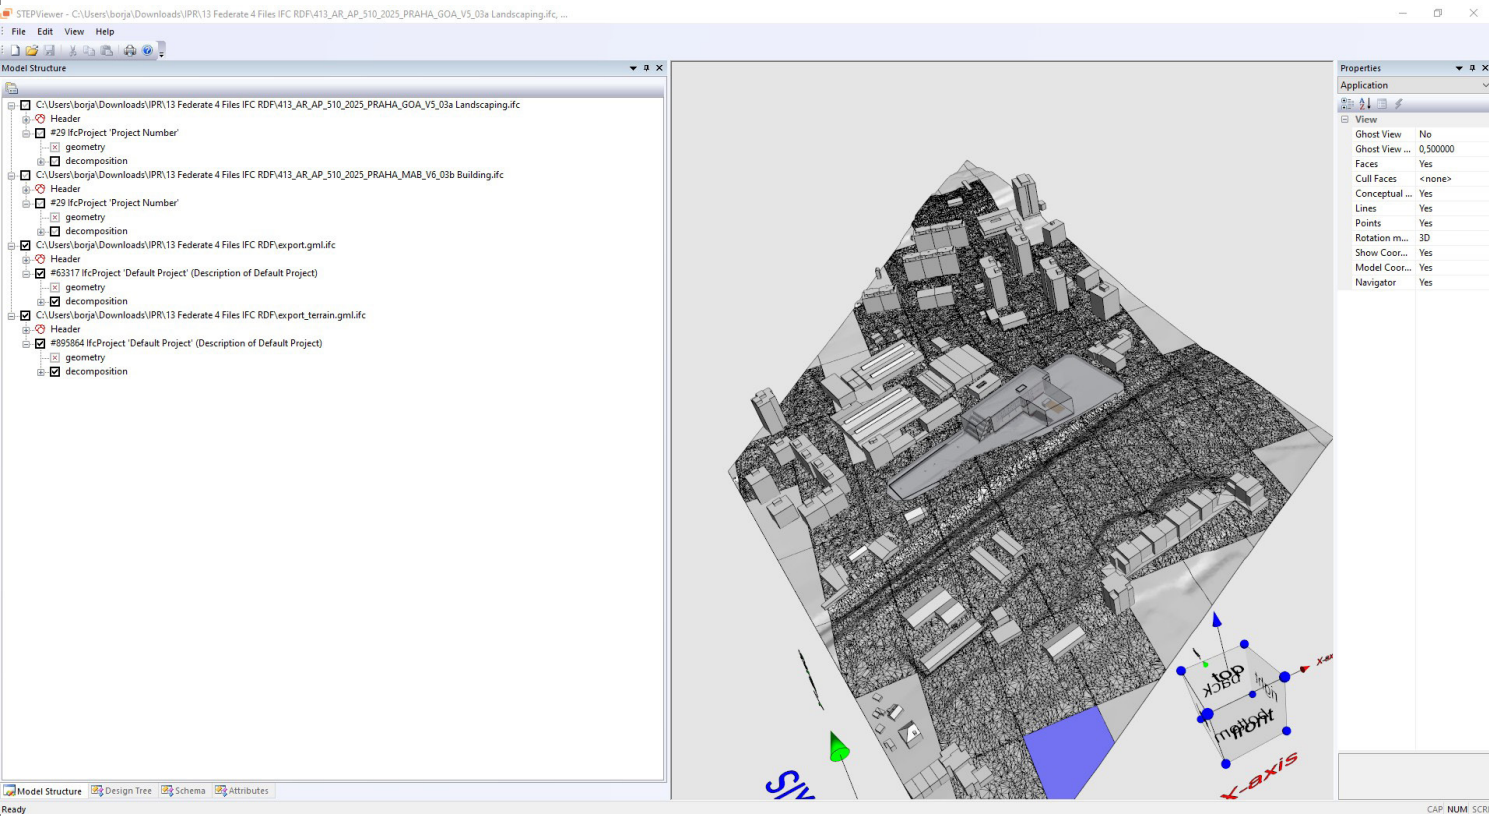 STEPViewer - C:\Users\borja\Downloads\IPR\13 Federate 4 Files IFC RDF\413_AR_AP_510_2025_PRAHA_GOA_V5_03a Landscaping.ifc, ...
File Edit View Help
Model Structure
C:\Users\borja\Downloads\IPR\13 Federate 4 Files IFC RDF\413_AR_AP_510_2025_PRAHA_GOA_V5_03a Landscaping.ifc
Header
#29 IfcProject 'Project Number'
geometry
decomposition
C:\Users\borja\Downloads\IPR\13 Federate 4 Files IFC RDF\413_AR_AP_510_2025_PRAHA_MAB_V6_03b Building.ifc
Header
#29 IfcProject 'Project Number'
geometry
decomposition
C:\Users\borja\Downloads\IPR\13 Federate 4 Files IFC RDF\export.gml.ifc
Header
#63317 IfcProject 'Default Project' (Description of Default Project)
geometry
decomposition
C:\Users\borja\Downloads\IPR\13 Federate 4 Files IFC RDF\export_terrain.gml.ifc
Header
#895864 IfcProject 'Default Project' (Description of Default Project)
geometry
decomposition
Model Structure Design Tree Schema Attributes
Ready
top
back
bottom
front
X-axis
X-axis
Properties
Application
View
Ghost View No
Ghost View ... 0,500000
Faces Yes
Cull Faces <none>
Conceptual ... Yes
Lines Yes
Points Yes
Rotation m... 3D
Show Coor... Yes
Model Coor... Yes
Navigator Yes
CAP NUM SCRI